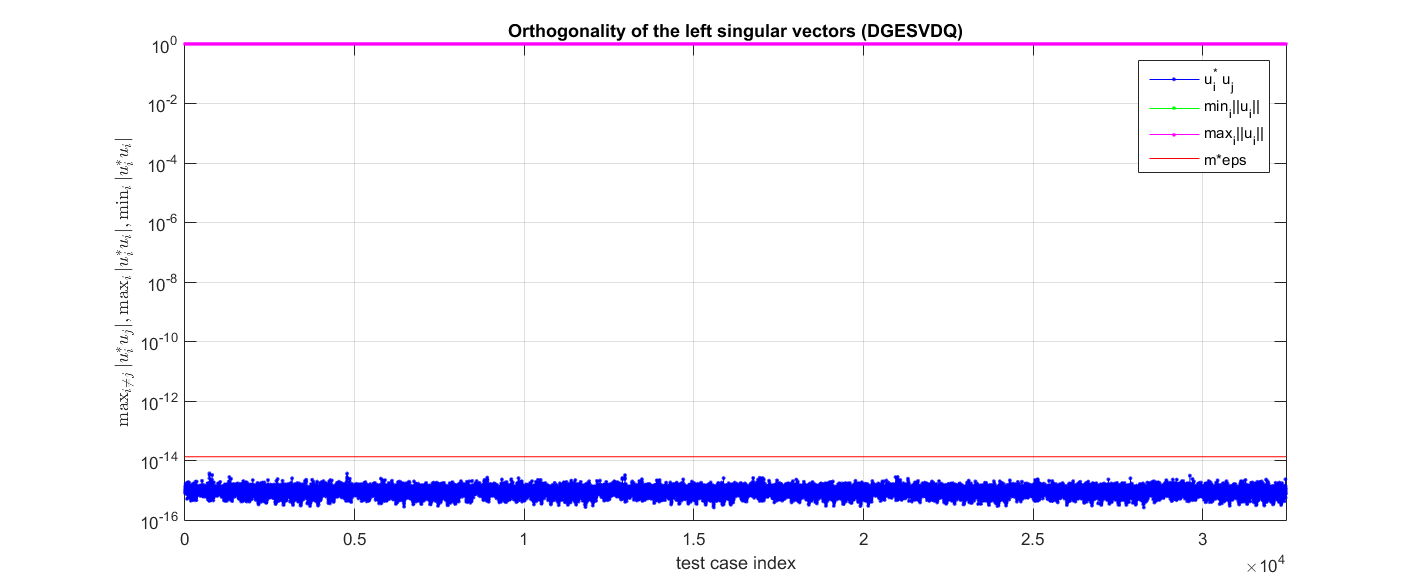 Orthogonality of the left singular vectors (DGESVDQ)
10^0
10^-2
10^-4
10^-6
10^-8
10^-10
10^-12
10^-14
10^-16
max_{i≠j} |u_i^* u_j|, max_i |u_i^* u_i|, min_i |u_i^* u_i|
u_i^* u_j
min_i||u_i||
max_i||u_i||
m*eps
0 0.5 1 1.5 2 2.5 3
×10^4
test case index